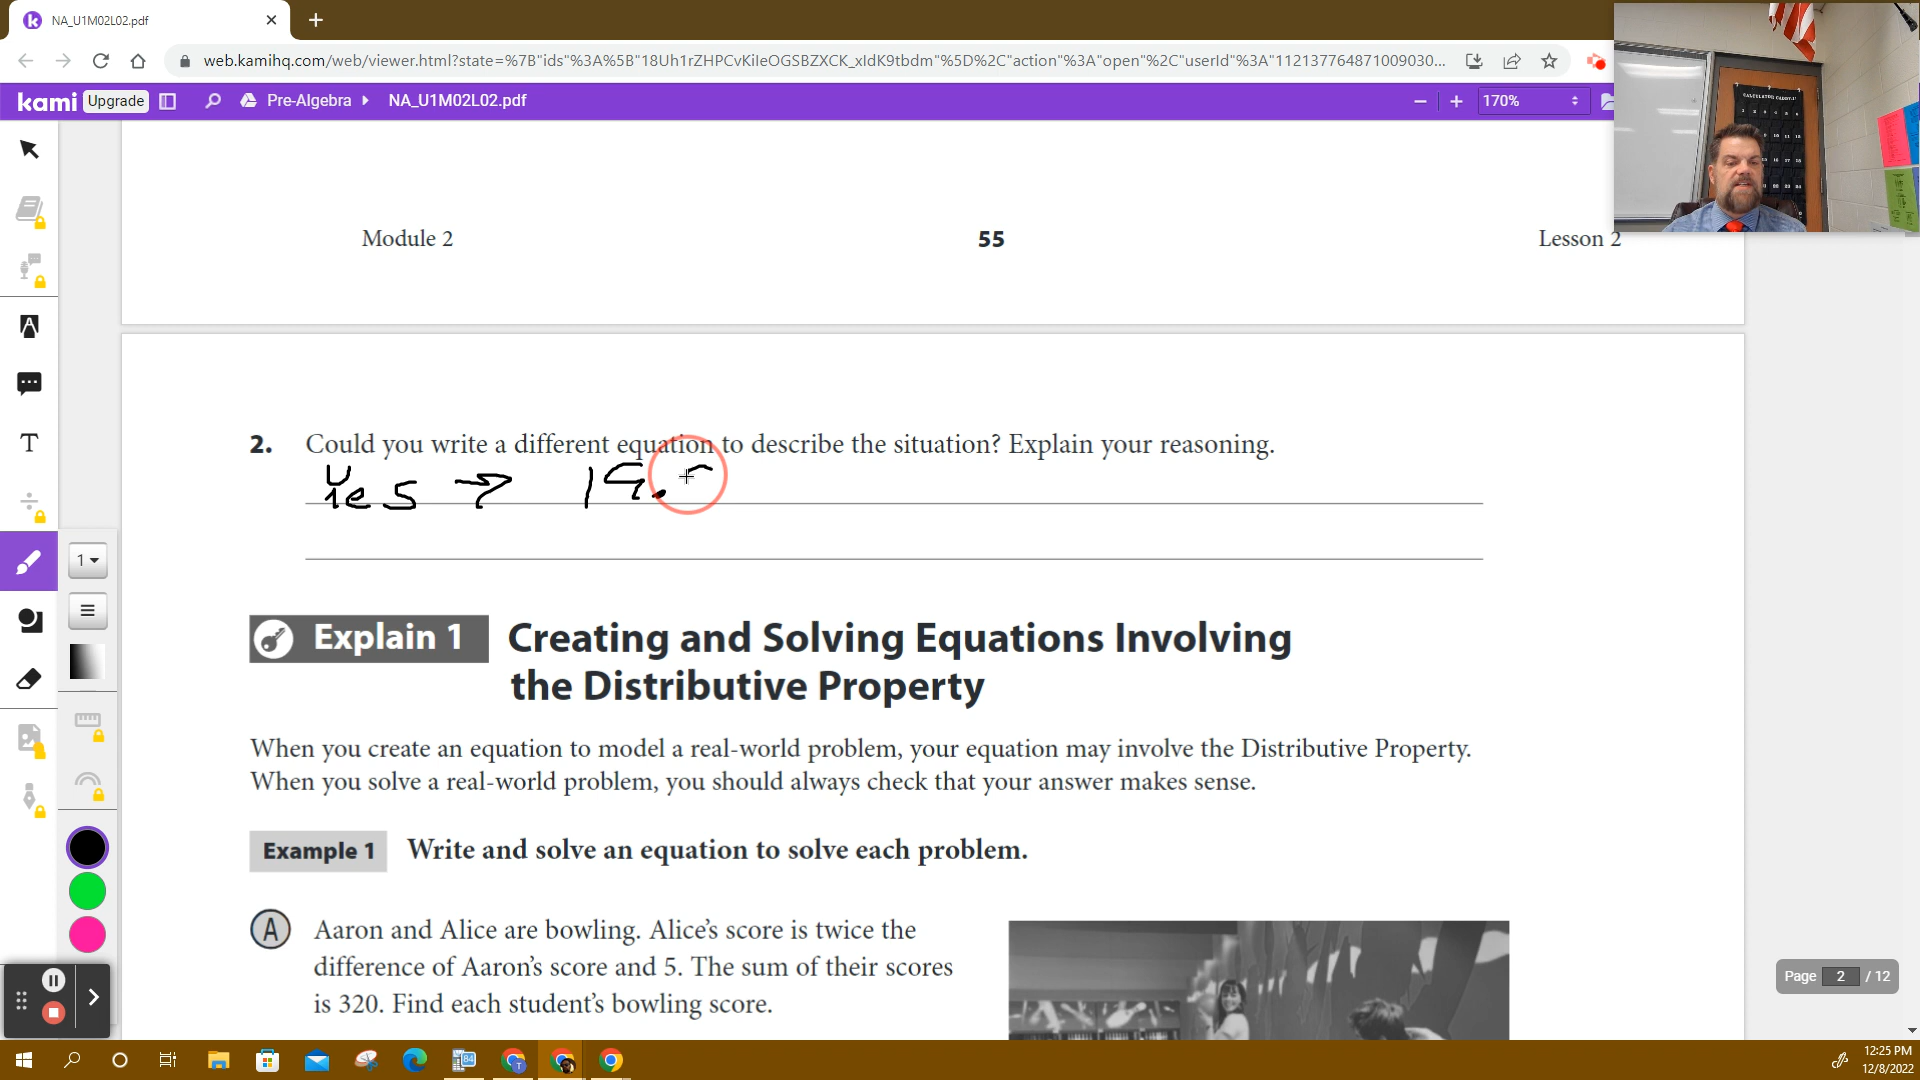 NA_U1M02L02.pdf
web.kamihq.com/web/viewer.html?state=%7B"ids"%3A%5B"18Uh1rZHPCvKiIeOGSBZXCK_xIdK9tbdm"%5D%2C"action"%3A"open"%2C"userId"%3A"112137764871009030...
kami Upgrade Pre-Algebra NA_U1M02L02.pdf 170%
CALCULATOR CADDY
Module 2 55 Lesson 2
2. Could you write a different equation to describe the situation? Explain your reasoning.
Yes → 19.
Explain 1 Creating and Solving Equations Involving
the Distributive Property
When you create an equation to model a real-world problem, your equation may involve the Distributive Property.
When you solve a real-world problem, you should always check that your answer makes sense.
Example 1 Write and solve an equation to solve each problem.
A Aaron and Alice are bowling. Alice's score is twice the
difference of Aaron's score and 5. The sum of their scores
is 320. Find each student's bowling score.
T
1
Page 2 / 12
84
T
12:25 PM
12/8/2022